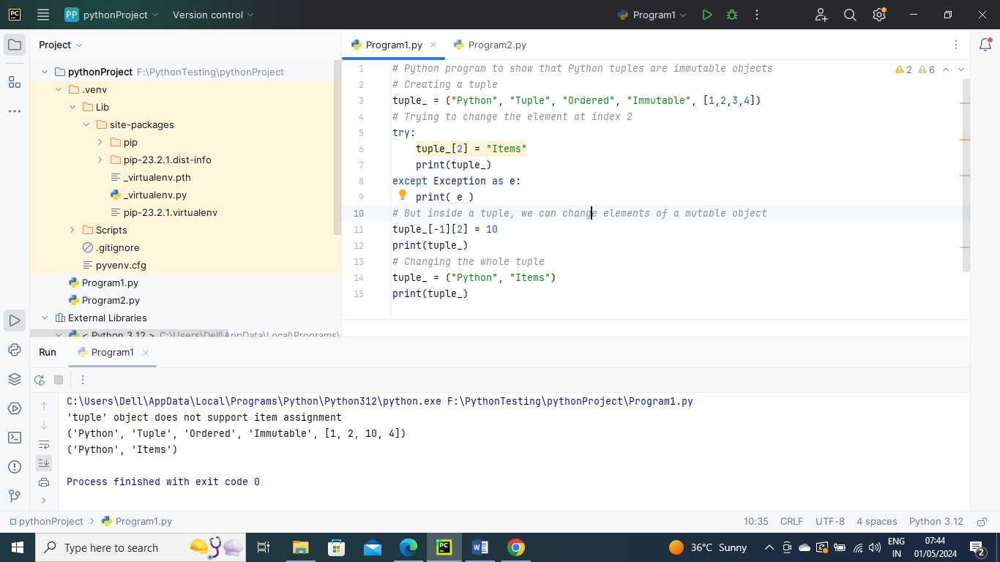 PC
PP pythonProject Version control Program1
Project
Program1.py Program2.py
pythonProject F:\PythonTesting\pythonProject
.venv
Lib
site-packages
pip
pip-23.2.1.dist-info
_virtualenv.pth
_virtualenv.py
pip-23.2.1.virtualenv
Scripts
.gitignore
pyvenv.cfg
Program1.py
Program2.py
External Libraries
< Python 3.12 > C:\Users\Dell\AppData\Local\Programs\
2 6
1 # Python program to show that Python tuples are immutable objects
2 # Creating a tuple
3 tuple_ = ("Python", "Tuple", "Ordered", "Immutable", [1,2,3,4])
4 # Trying to change the element at index 2
5 try:
6 tuple_[2] = "Items"
7 print(tuple_)
8 except Exception as e:
9 print( e )
10 # But inside a tuple, we can change elements of a mutable object
11 tuple_[-1][2] = 10
12 print(tuple_)
13 # Changing the whole tuple
14 tuple_ = ("Python", "Items")
15 print(tuple_)
Run Program1
C:\Users\Dell\AppData\Local\Programs\Python\Python312\python.exe F:\PythonTesting\pythonProject\Program1.py
'tuple' object does not support item assignment
('Python', 'Tuple', 'Ordered', 'Immutable', [1, 2, 10, 4])
('Python', 'Items')
Process finished with exit code 0
pythonProject > Program1.py 10:35 CRLF UTF-8 4 spaces Python 3.12
Type here to search
PC
W
36°C Sunny
ENG
IN
07:44
01/05/2024
2